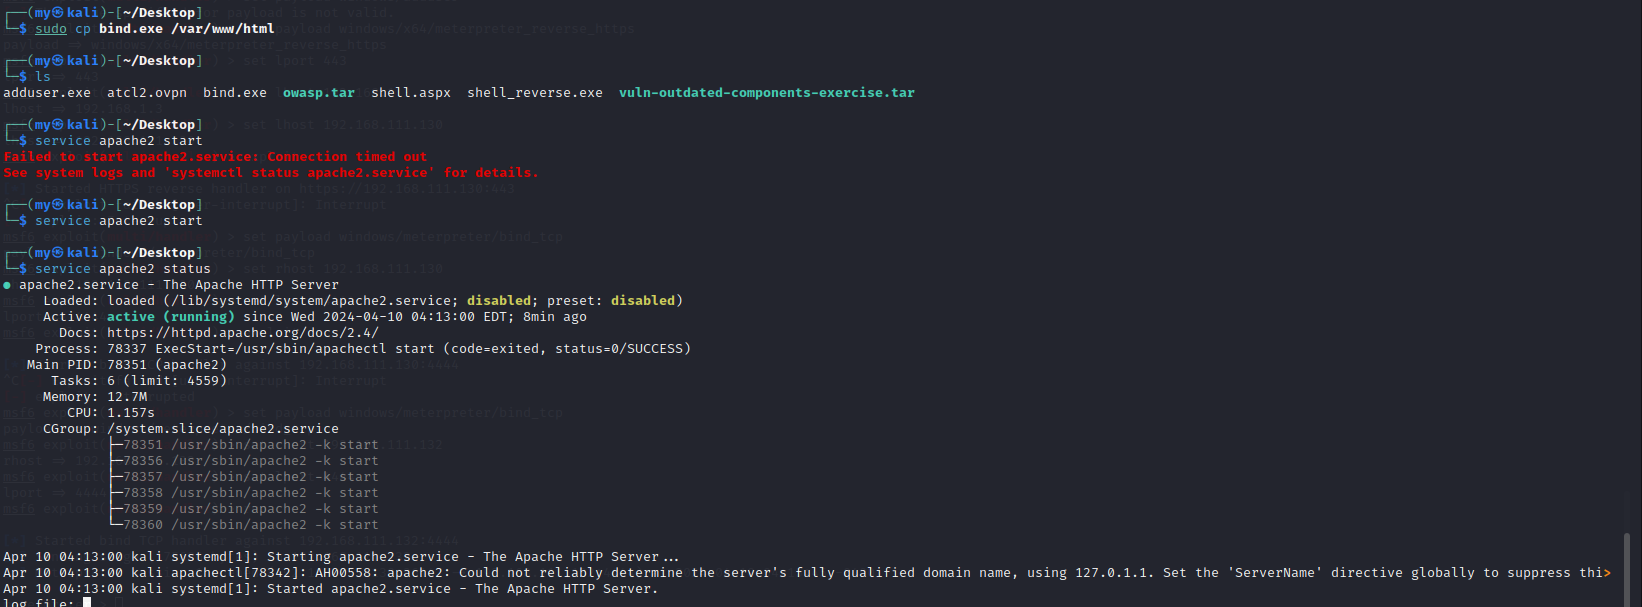 ┌──(my㉿kali)-[~/Desktop]
└─$ sudo cp bind.exe /var/www/html
┌──(my㉿kali)-[~/Desktop]
└─$ ls
adduser.exe  atcl2.ovpn  bind.exe  owasp.tar  shell.aspx  shell_reverse.exe  vuln-outdated-components-exercise.tar
┌──(my㉿kali)-[~/Desktop]
└─$ service apache2 start
Failed to start apache2.service: Connection timed out
See system logs and 'systemctl status apache2.service' for details.
┌──(my㉿kali)-[~/Desktop]
└─$ service apache2 start
┌──(my㉿kali)-[~/Desktop]
└─$ service apache2 status
● apache2.service - The Apache HTTP Server
     Loaded: loaded (/lib/systemd/system/apache2.service; disabled; preset: disabled)
     Active: active (running) since Wed 2024-04-10 04:13:00 EDT; 8min ago
       Docs: https://httpd.apache.org/docs/2.4/
    Process: 78337 ExecStart=/usr/sbin/apachectl start (code=exited, status=0/SUCCESS)
   Main PID: 78351 (apache2)
      Tasks: 6 (limit: 4559)
     Memory: 12.7M
        CPU: 1.157s
     CGroup: /system.slice/apache2.service
             ├─78351 /usr/sbin/apache2 -k start
             ├─78356 /usr/sbin/apache2 -k start
             ├─78357 /usr/sbin/apache2 -k start
             ├─78358 /usr/sbin/apache2 -k start
             ├─78359 /usr/sbin/apache2 -k start
             └─78360 /usr/sbin/apache2 -k start
Apr 10 04:13:00 kali systemd[1]: Starting apache2.service - The Apache HTTP Server...
Apr 10 04:13:00 kali apachectl[78342]: AH00558: apache2: Could not reliably determine the server's fully qualified domain name, using 127.0.1.1. Set the 'ServerName' directive globally to suppress thi>
Apr 10 04:13:00 kali systemd[1]: Started apache2.service - The Apache HTTP Server.
log file: